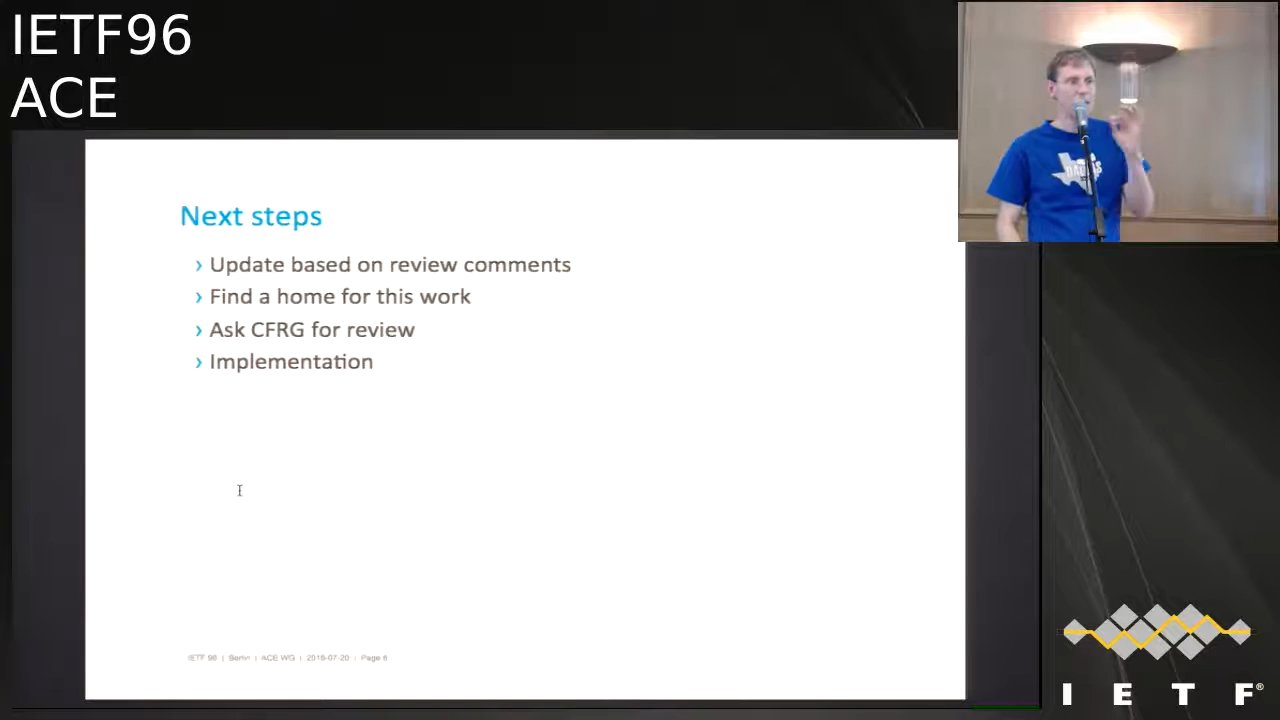 IETF96
ACE
DALLAS
Next steps
› Update based on review comments
› Find a home for this work
› Ask CFRG for review
› Implementation
IETF 96 | Berlin | ACE WG | 2016-07-20 | Page 6
I E T F®